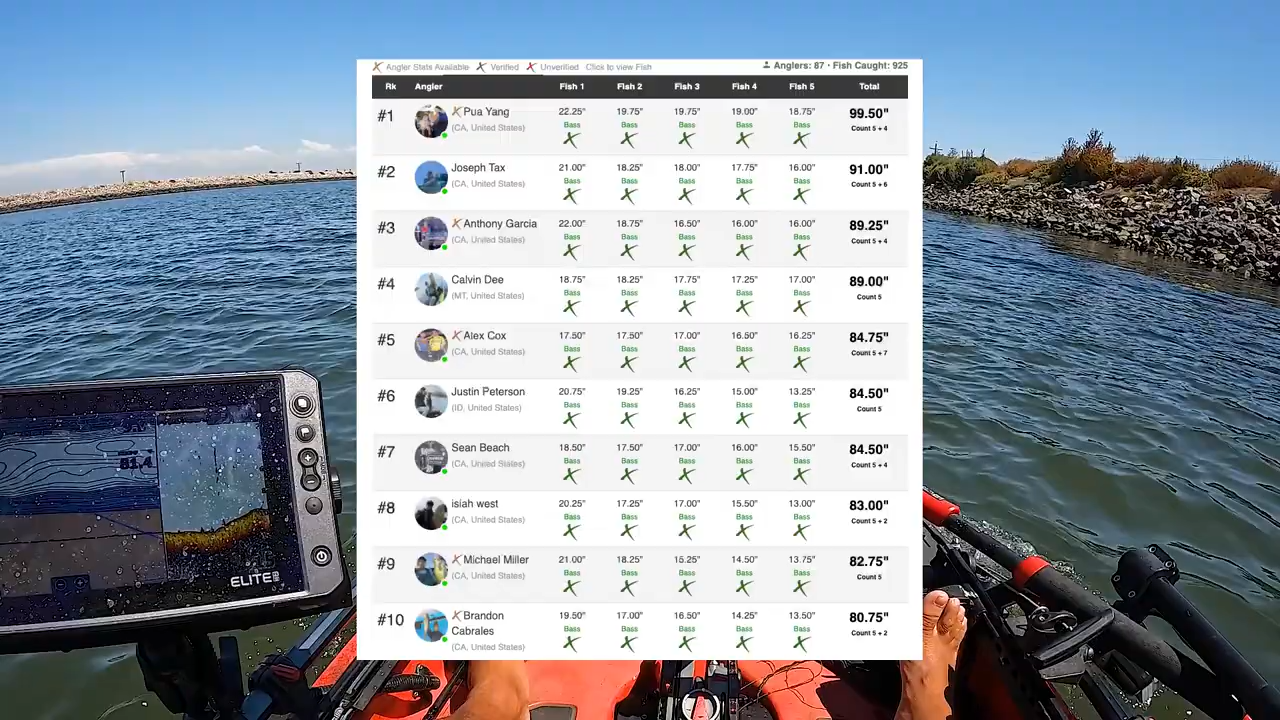 Angler Stats Available Verified Unverified Click to view Fish Anglers: 87 · Fish Caught: 925
Rk Angler Fish 1 Fish 2 Fish 3 Fish 4 Fish 5 Total
#1 Pua Yang 22.25" 19.75" 19.75" 19.00" 18.75" 99.50"
(CA, United States) Bass Bass Bass Bass Bass Count 5 + 4
#2 Joseph Tax 21.00" 18.25" 18.00" 17.75" 16.00" 91.00"
(CA, United States) Bass Bass Bass Bass Bass Count 5 + 6
#3 Anthony Garcia 22.00" 18.75" 16.50" 16.00" 16.00" 89.25"
(CA, United States) Bass Bass Bass Bass Bass Count 5 + 4
#4 Calvin Dee 18.75" 18.25" 17.75" 17.25" 17.00" 89.00"
(MT, United States) Bass Bass Bass Bass Bass Count 5
#5 Alex Cox 17.50" 17.50" 17.00" 16.50" 16.25" 84.75"
(CA, United States) Bass Bass Bass Bass Bass Count 5 + 7
#6 Justin Peterson 20.75" 19.25" 16.25" 15.00" 13.25" 84.50"
(ID, United States) Bass Bass Bass Bass Bass Count 5
#7 Sean Beach 18.50" 17.50" 17.00" 16.00" 15.50" 84.50"
(CA, United States) Bass Bass Bass Bass Bass Count 5 + 4
#8 isiah west 20.25" 17.25" 17.00" 15.50" 13.00" 83.00"
(CA, United States) Bass Bass Bass Bass Bass Count 5 + 2
#9 Michael Miller 21.00" 18.25" 15.25" 14.50" 13.75" 82.75"
(CA, United States) Bass Bass Bass Bass Bass Count 5
#10 Brandon 19.50" 17.00" 16.50" 14.25" 13.50" 80.75"
Cabrales Bass Bass Bass Bass Bass Count 5 + 2
(CA, United States)
81.4
ELITE